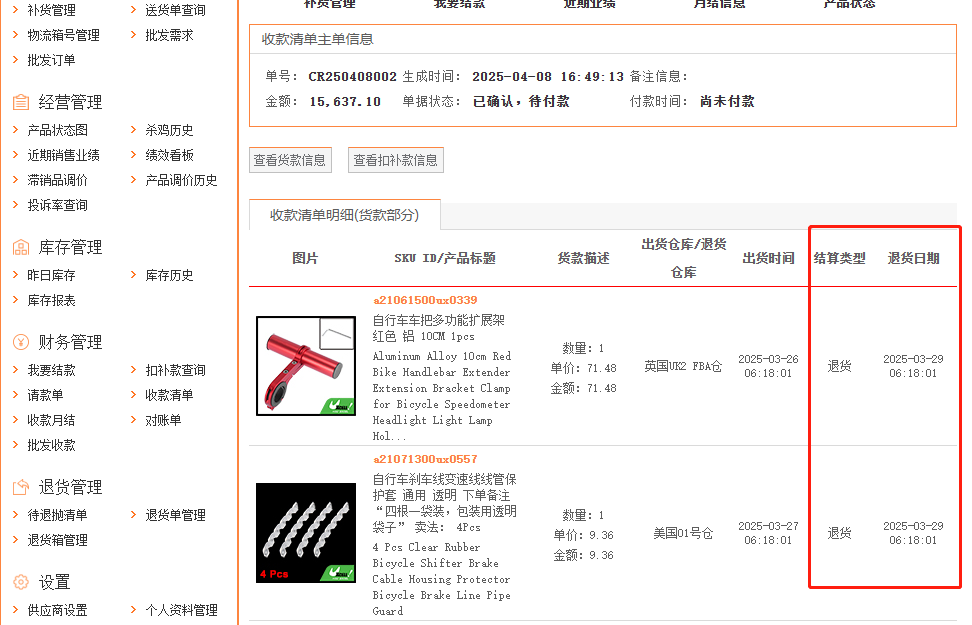 补货管理
送货单查询
物流箱号管理
批发需求
批发订单
经营管理
产品状态图
杀鸡历史
近期销售业绩
绩效看板
滞销品调价
产品调价历史
投诉率查询
库存管理
昨日库存
库存历史
库存报表
财务管理
我要结款
扣补款查询
请款单
收款清单
收款月结
对账单
批发收款
退货管理
待退抛清单
退货单管理
退货箱管理
设置
供应商设置
个人资料管理
补货管理 我要结款 近期业绩 月结信息 产品状态
收款清单主单信息
单号： CR250408002 生成时间： 2025-04-08 16:49:13 备注信息：
金额： 15,637.10 单据状态： 已确认，待付款 付款时间： 尚未付款
查看货款信息 查看扣补款信息
收款清单明细(货款部分)
图片 SKU ID/产品标题 货款描述 出货仓库/退货
仓库 出货时间 结算类型 退货日期
a21061500ux0339
自行车车把多功能扩展架
红色 铝 10CM 1pcs
Aluminum Alloy 10cm Red
Bike Handlebar Extender
Extension Bracket Clamp
for Bicycle Speedometer
Headlight Light Lamp
Hol...
数量：1
单价：71.48
金额：71.48
英国UK2 FBA仓
2025-03-26
06:18:01
退货
2025-03-29
06:18:01
a21071300ux0557
自行车刹车线变速线线管保
护套 通用 透明 下单备注
“四根一袋装，包装用透明
袋子” 卖法： 4Pcs
4 Pcs Clear Rubber
Bicycle Shifter Brake
Cable Housing Protector
Bicycle Brake Line Pipe
Guard
4 Pcs
数量：1
单价：9.36
金额：9.36
美国01号仓
2025-03-27
06:18:01
退货
2025-03-29
06:18:01